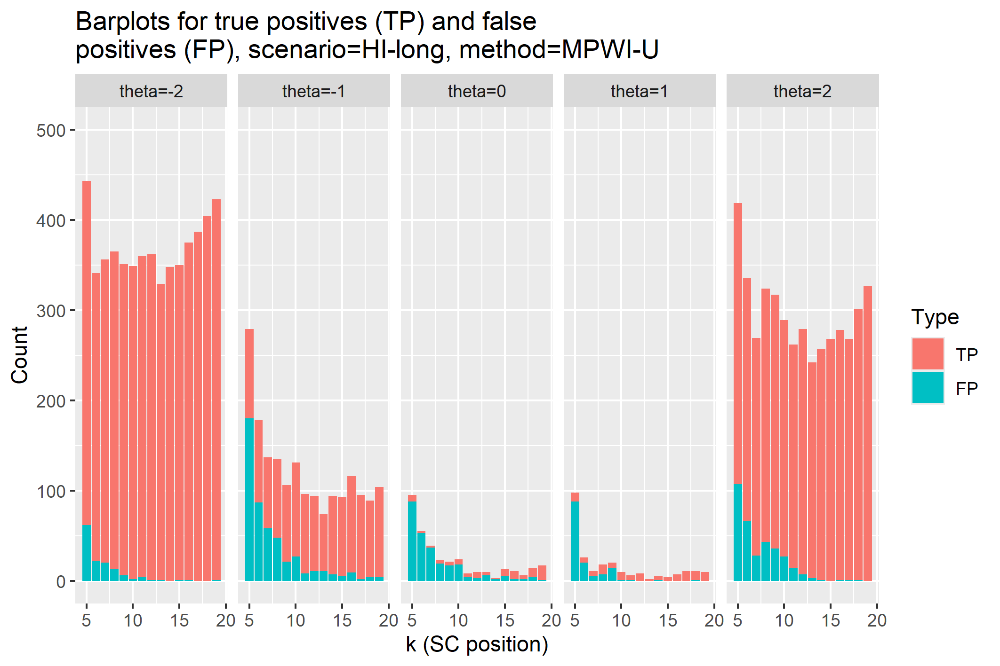 Barplots for true positives (TP) and false
positives (FP), scenario=HI-long, method=MPWI-U
theta=-2 theta=-1 theta=0 theta=1 theta=2
500
400
300
200
100
0
Count
5 10 15 20 5 10 15 20 5 10 15 20 5 10 15 20 5 10 15 20
k (SC position)
Type
TP
FP